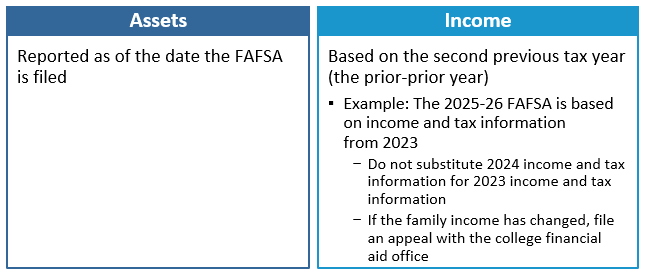 Assets
Reported as of the date the FAFSA
is filed
Income
Based on the second previous tax year
(the prior-prior year)
▪ Example: The 2025-26 FAFSA is based
on income and tax information
from 2023
– Do not substitute 2024 income and tax
information for 2023 income and tax
information
– If the family income has changed, file
an appeal with the college financial
aid office